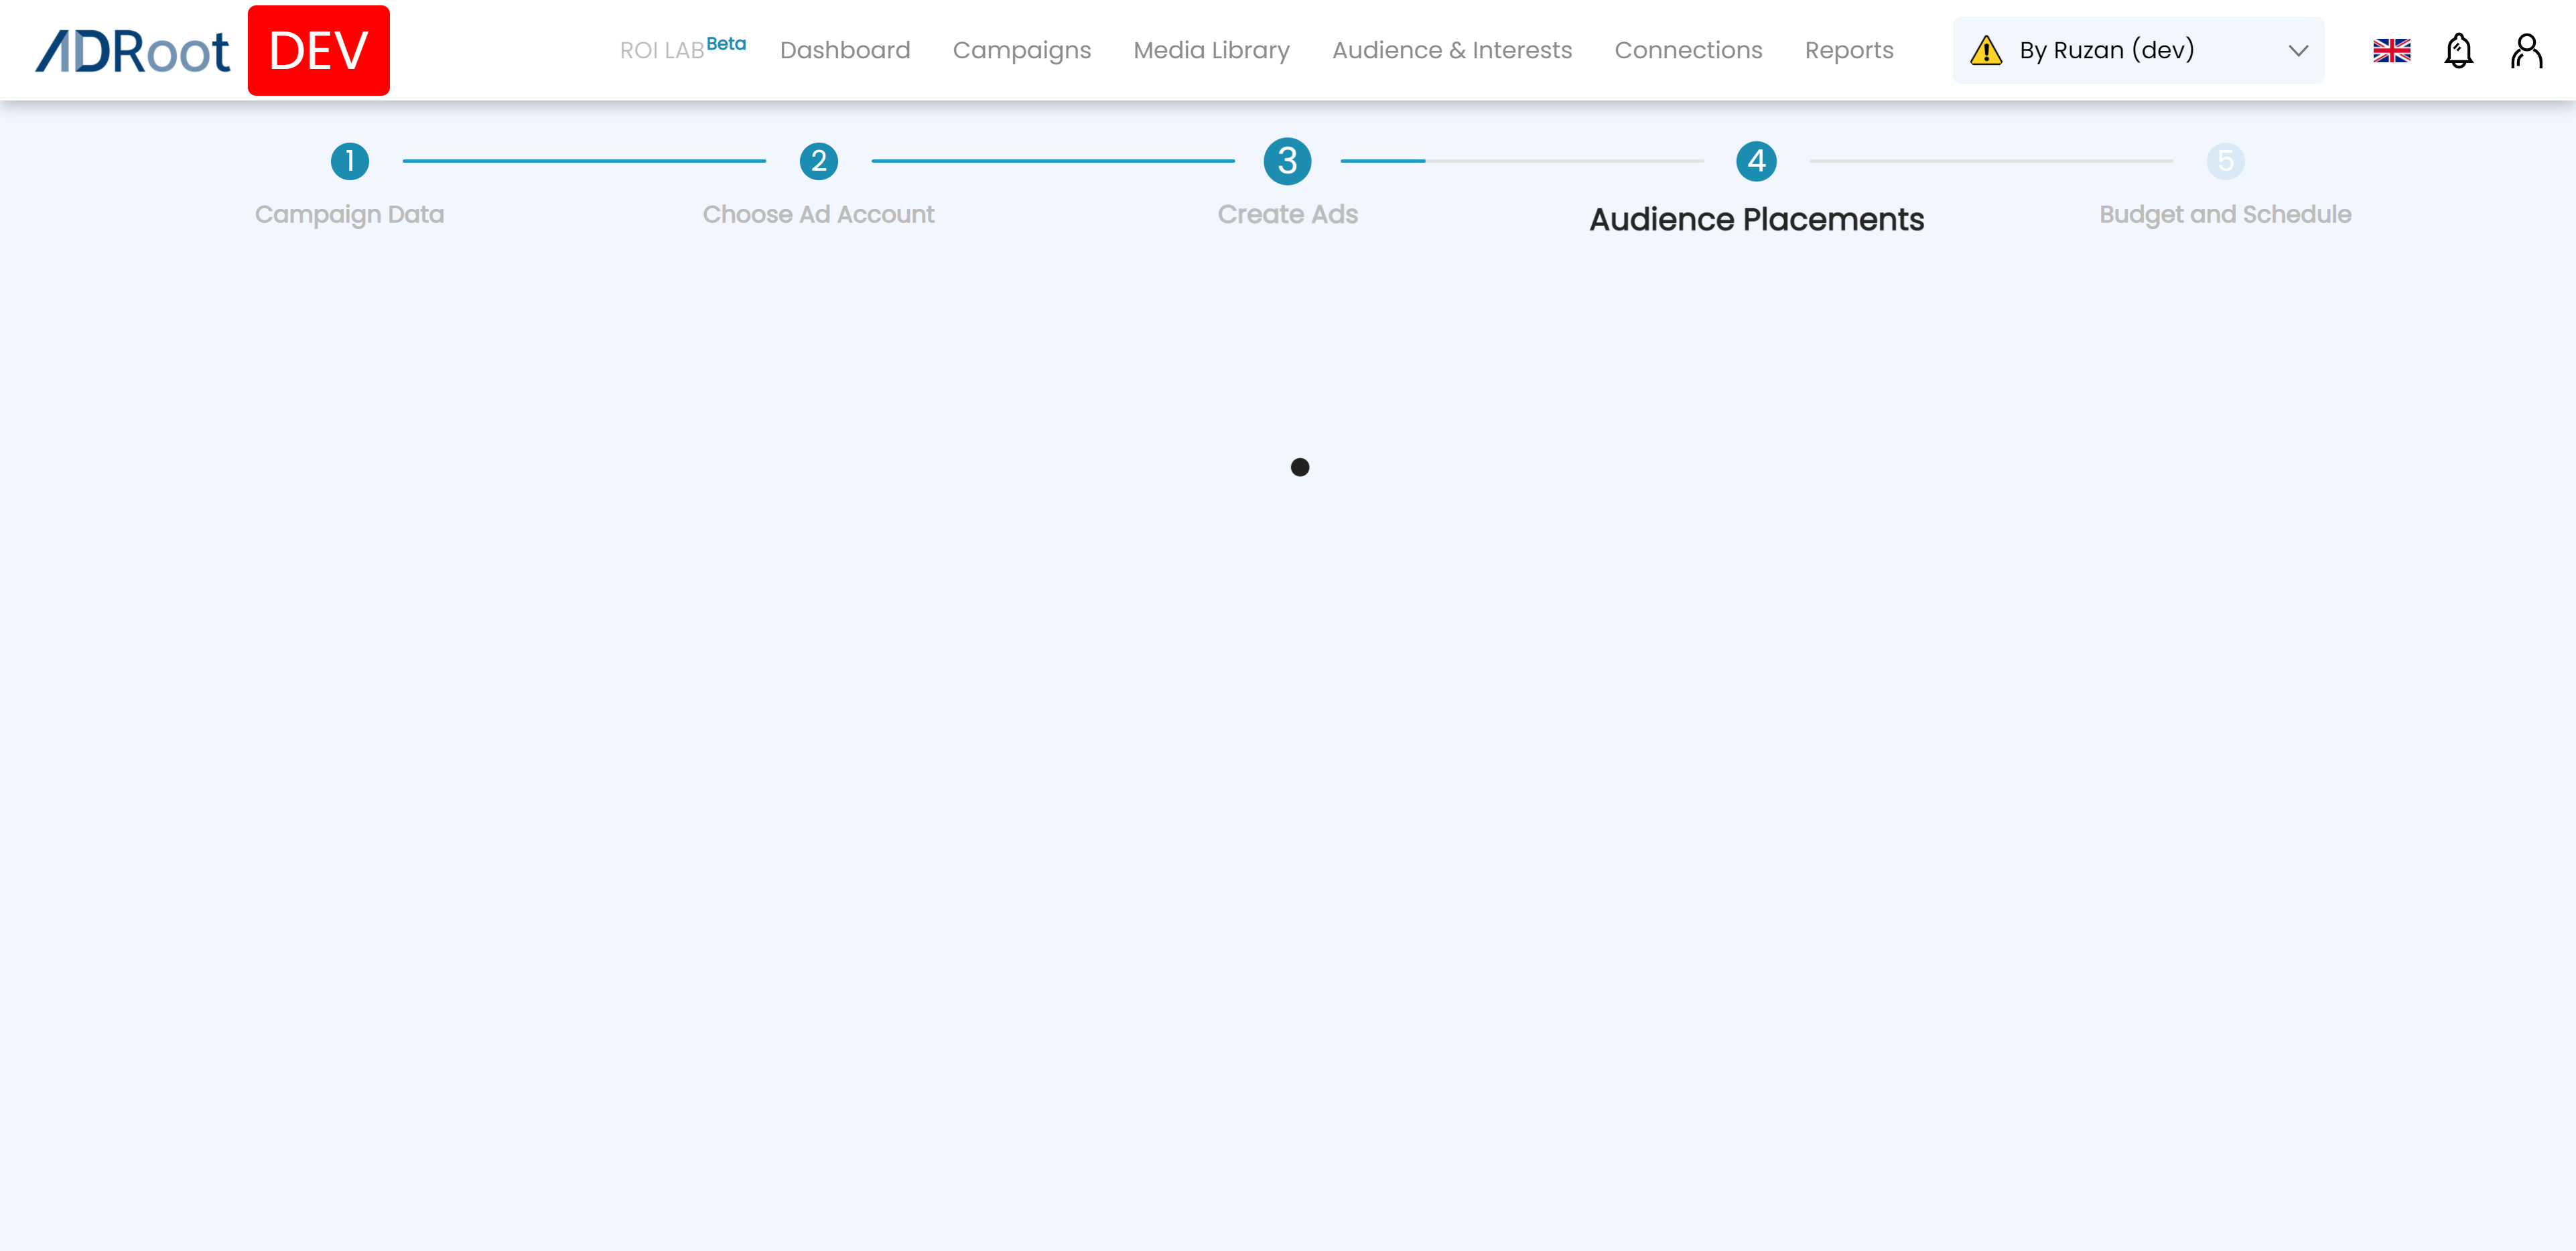 ADRoot DEV ROI LAB Beta Dashboard Campaigns Media Library Audience & Interests Connections Reports By Ruzan (dev)
1 2 3 4 5
Campaign Data Choose Ad Account Create Ads Audience Placements Budget and Schedule